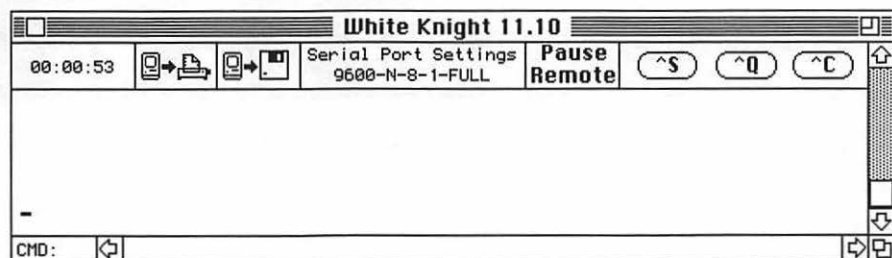 White Knight 11.10
00:00:53
Serial Port Settings
9600-N-8-1-FULL
Pause
Remote
^S
^Q
^C
CMD: